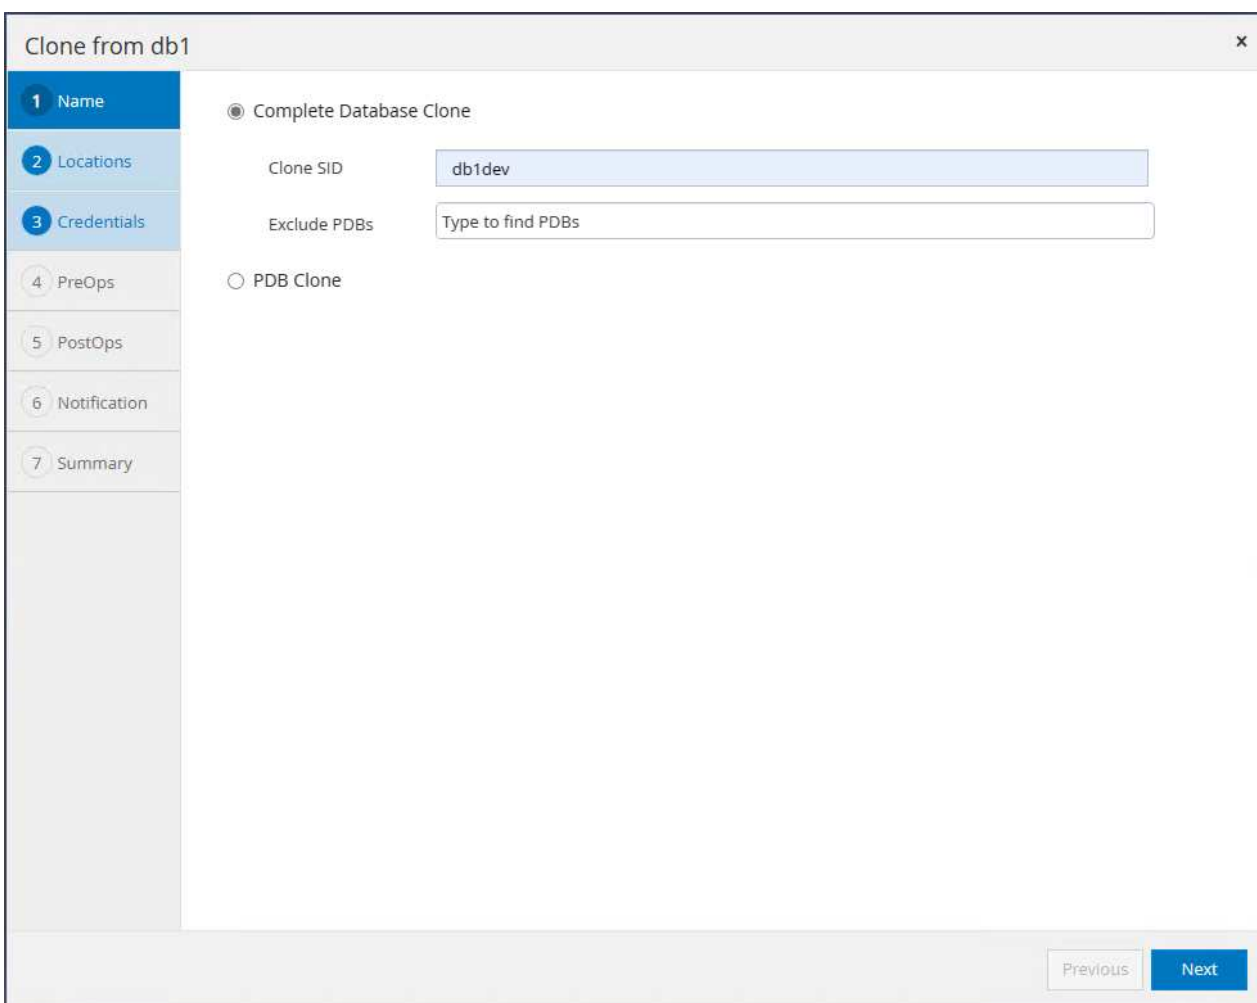 Clone from db1
x
1 Name
2 Locations
3 Credentials
4 PreOps
5 PostOps
6 Notification
7 Summary
Complete Database Clone
Clone SID db1dev
Exclude PDBs Type to find PDBs
PDB Clone
Previous Next